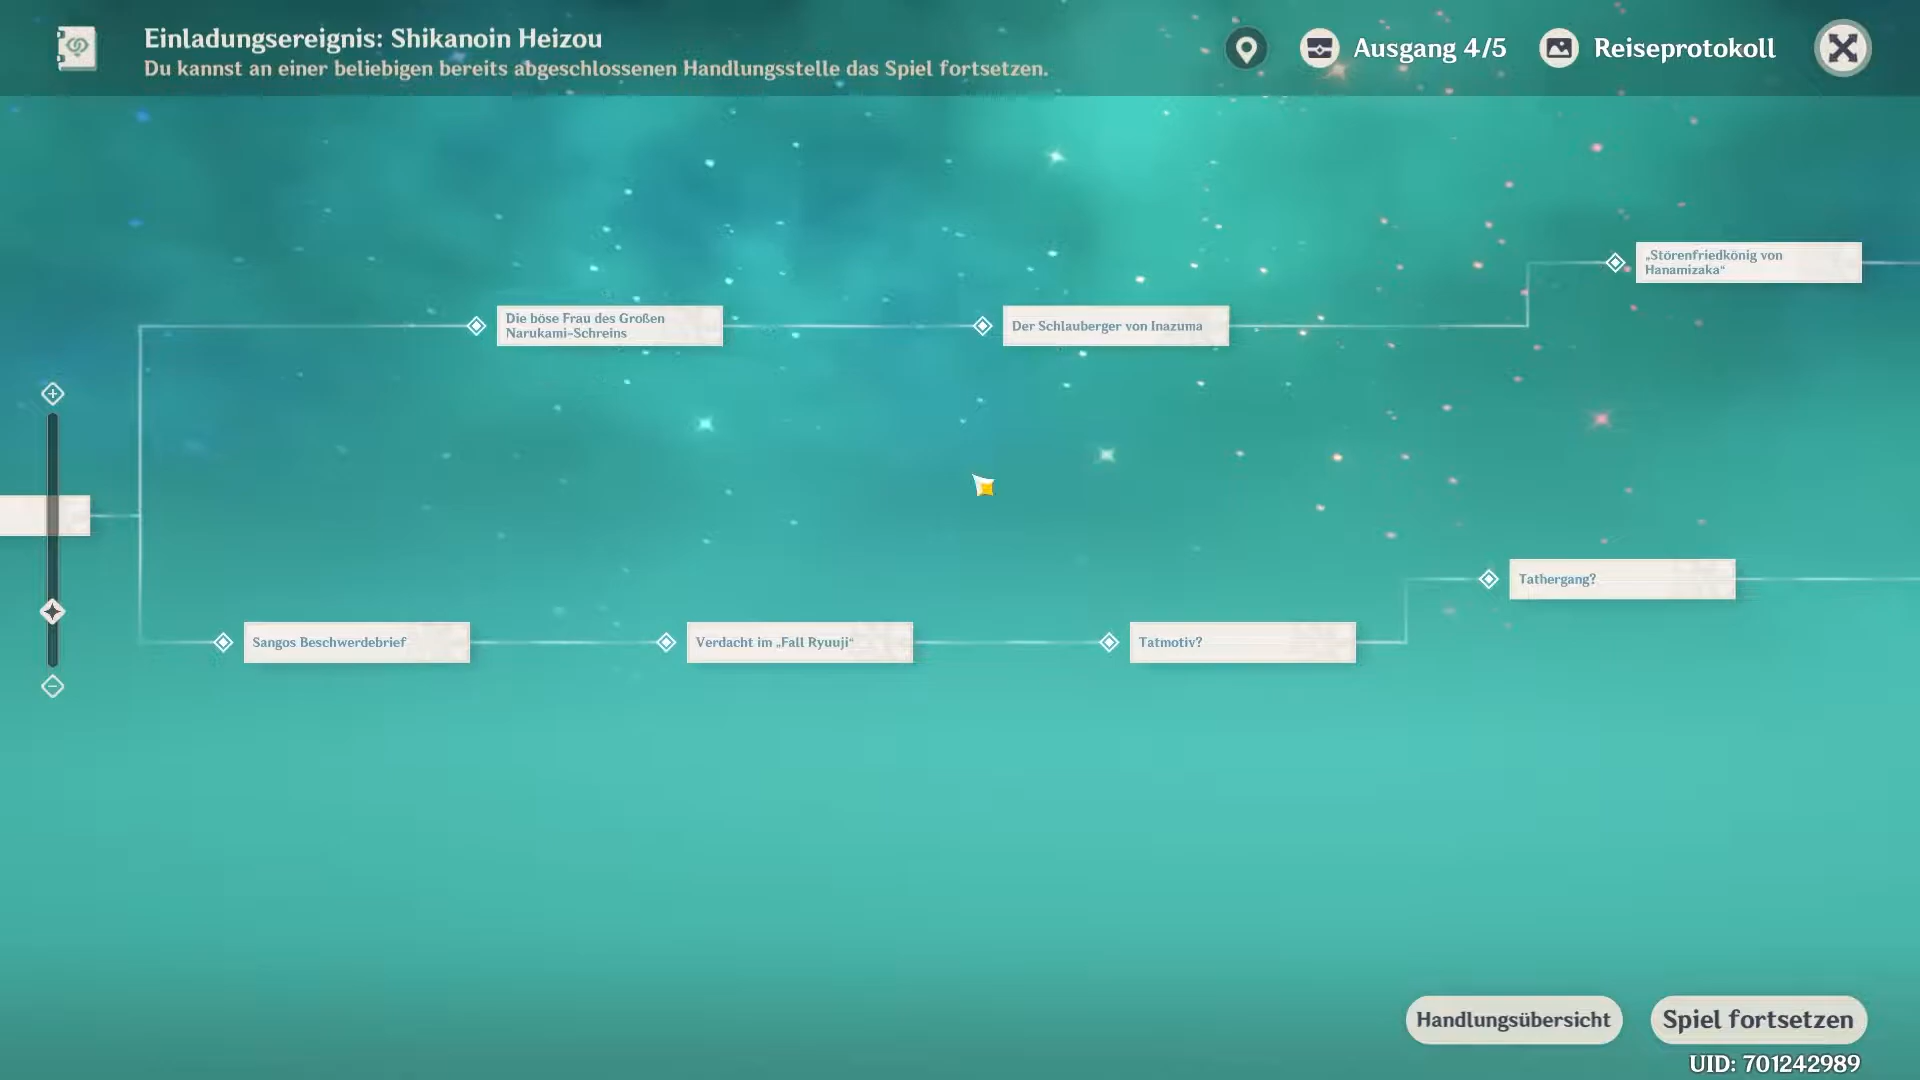 Einladungsereignis: Shikanoin Heizou
Du kannst an einer beliebigen bereits abgeschlossenen Handlungsstelle das Spiel fortsetzen.
Ausgang 4/5
Reiseprotokoll
„Störenfriedkönig von
Hanamizaka“
Die böse Frau des Großen
Narukami-Schreins
Der Schlauberger von Inazuma
Tathergang?
Sangos Beschwerdebrief
Verdacht im „Fall Ryuuji“
Tatmotiv?
Handlungsübersicht
Spiel fortsetzen
UID: 701242989